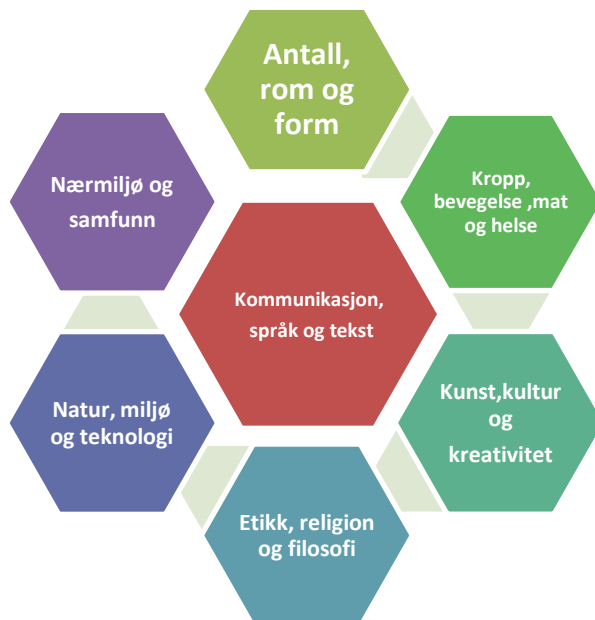 Antall,
rom og
form
Kropp,
bevegelse ,mat
og helse
Kunst,kultur
og
kreativitet
Etikk, religion
og filosofi
Natur, miljø
og teknologi
Nærmiljø og
samfunn
Kommunikasjon,
språk og tekst